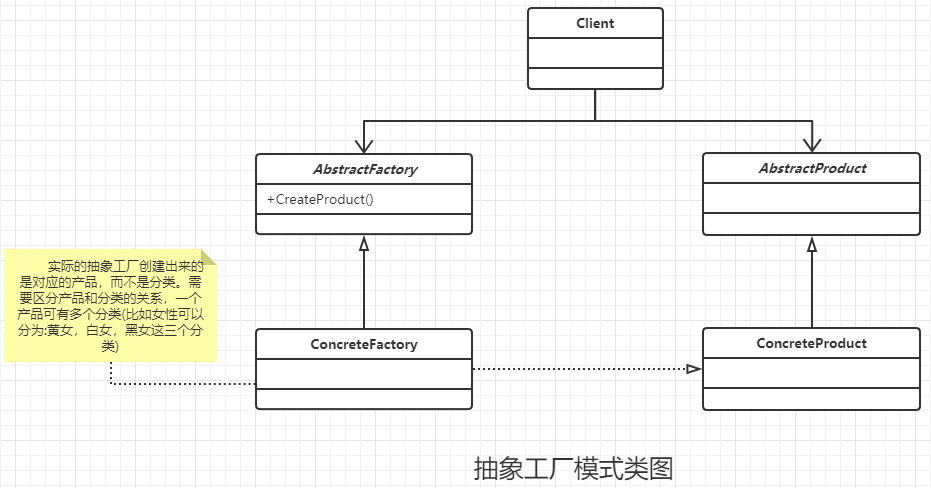 Client
AbstractFactory
+CreateProduct()
AbstractProduct
实际的抽象工厂创建出来的
是对应的产品，而不是分类。需
要区分产品和分类的关系，一个
产品可有多个分类(比如女性可以
分为:黄女，白女，黑女这三个分
类)
ConcreteFactory
ConcreteProduct
抽象工厂模式类图